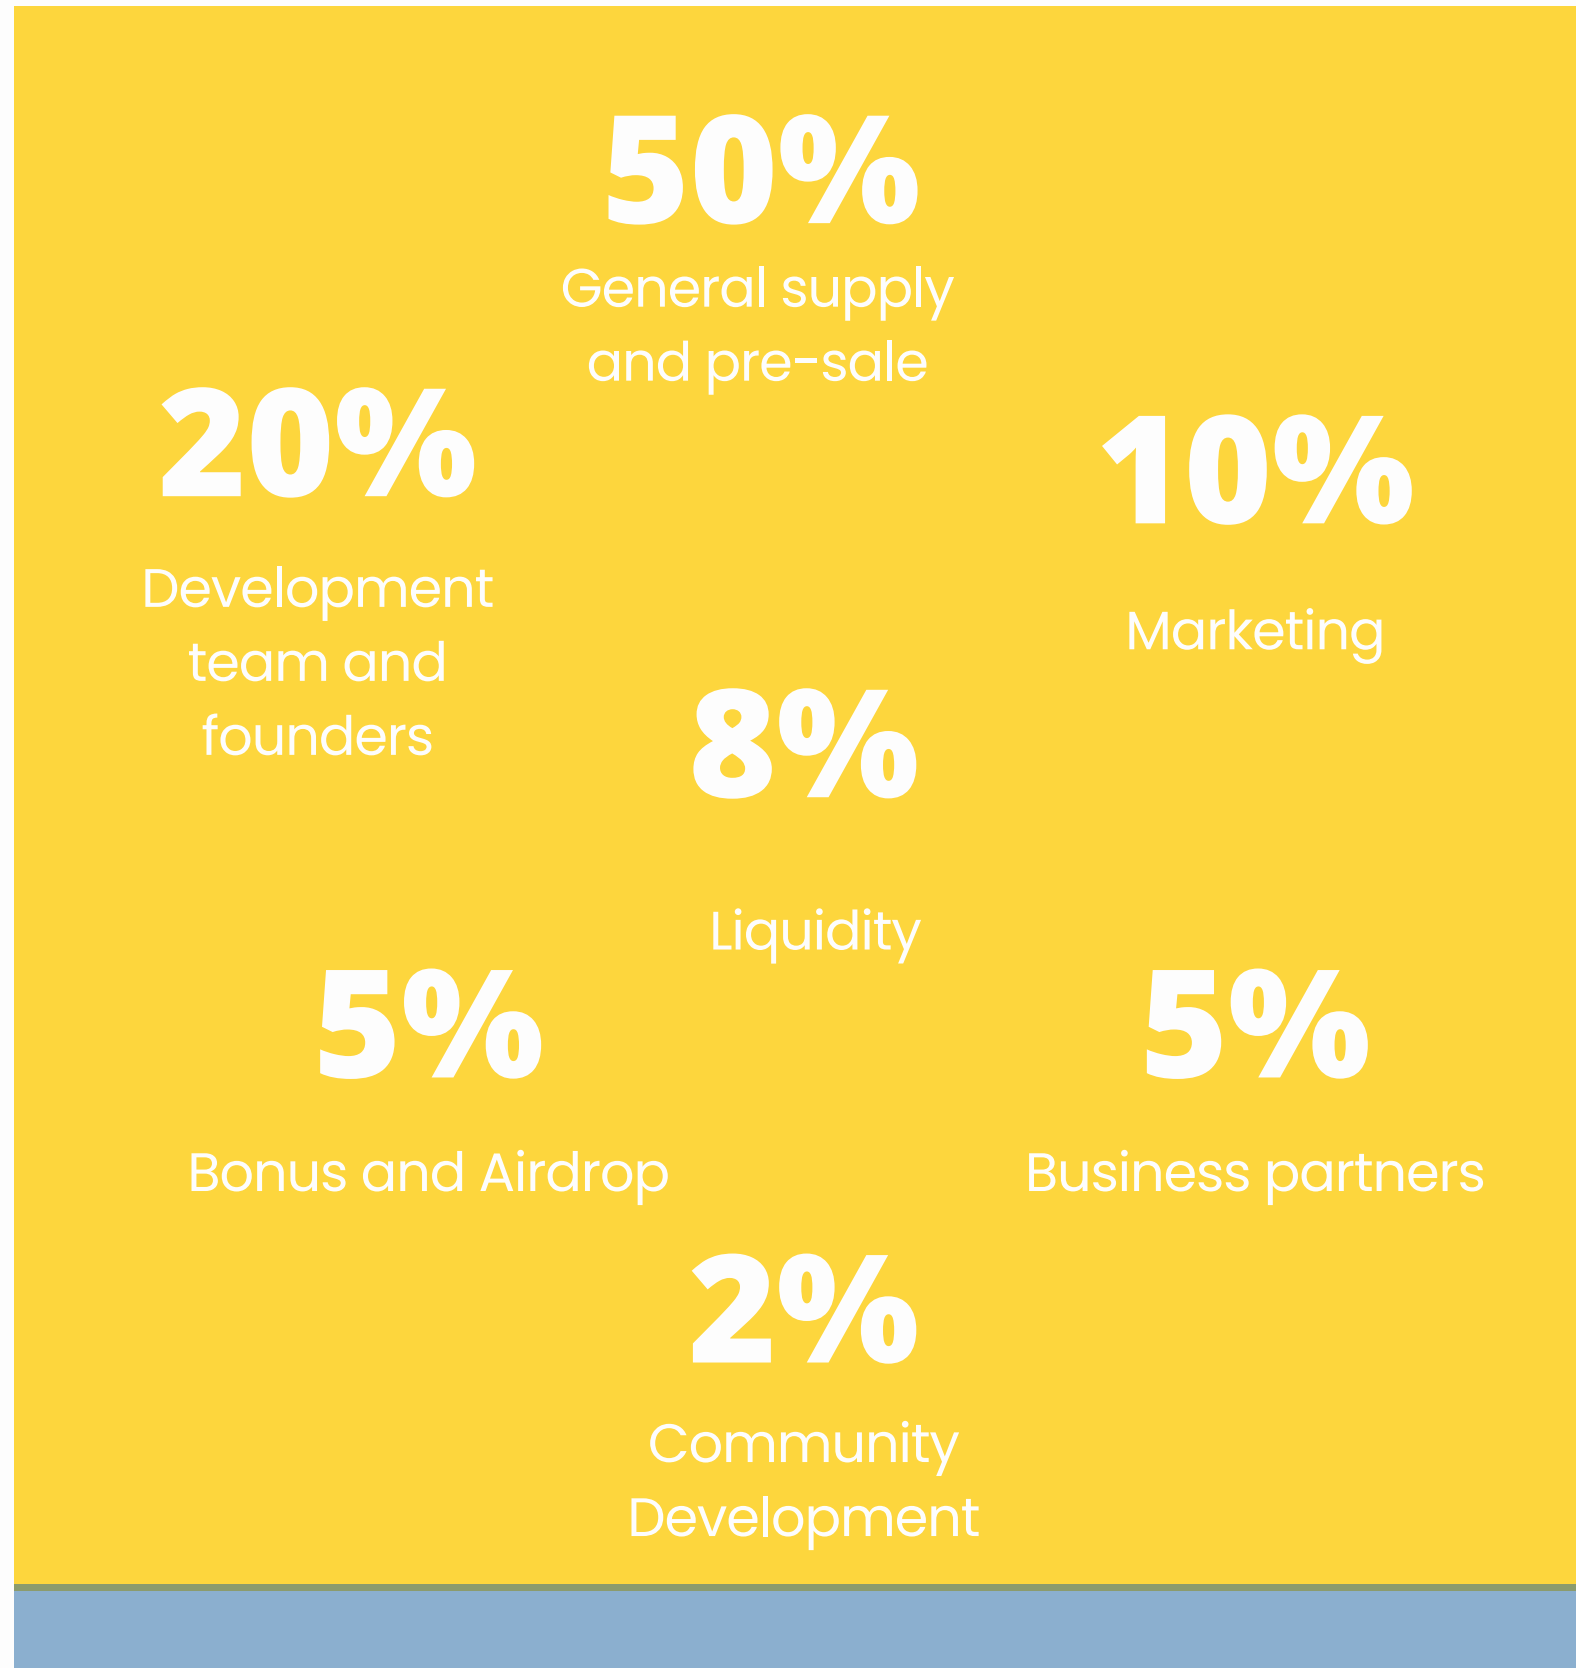 50%
General supply
and pre-sale
20%
Development
team and
founders
10%
Marketing
8%
Liquidity
5%
Bonus and Airdrop
5%
Business partners
2%
Community
Development